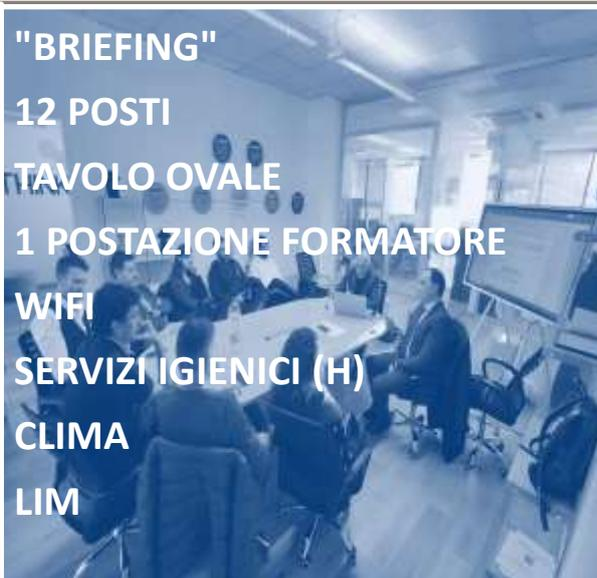 "BRIEFING"
12 POSTI
TAVOLO OVALE
1 POSTAZIONE FORMATORE
WIFI
SERVIZI IGIENICI (H)
CLIMA
LIM